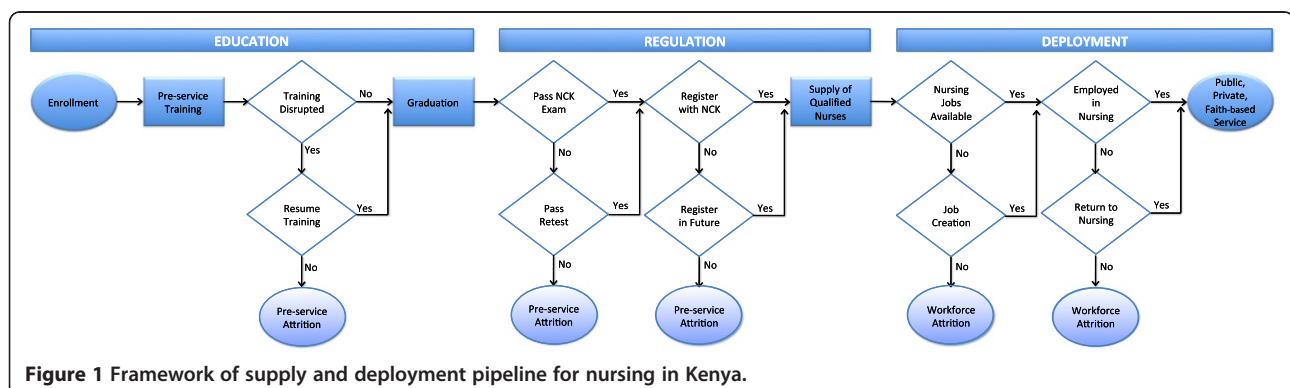 EDUCATION
REGULATION
DEPLOYMENT
Enrollment
Pre-service
Training
Training
Disrupted
No
Yes
Resume
Training
Yes
No
Pre-service
Attrition
Graduation
Pass NCK
Exam
Yes
No
Pass
Retest
Yes
No
Pre-service
Attrition
Register
with NCK
Yes
No
Register
in Future
Yes
No
Pre-service
Attrition
Supply of
Qualified
Nurses
Nursing
Jobs
Available
Yes
No
Job
Creation
Yes
No
Workforce
Attrition
Employed
in
Nursing
Yes
No
Return to
Nursing
Yes
No
Workforce
Attrition
Public,
Private,
Faith-based
Service
Figure 1 Framework of supply and deployment pipeline for nursing in Kenya.